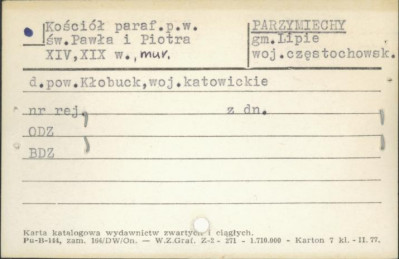 Kościół paraf.p.w.
św.Pawła i Piotra
XIV,XIX w., mur.
PARZYMIECHY
gm.Lipie
woj.częstochowsk.
d.pow.Kłobuck,woj.katowickie
nr rej. z dn.
ODZ
BDZ
Karta katalogowa wydawnictw zwartych i ciągłych.
Pu-B-144, zam. 104/DW/On. — W.Z.Graf. Z-2 - 271 - 1.710.000 - Karton 7 kl. - II. 77.